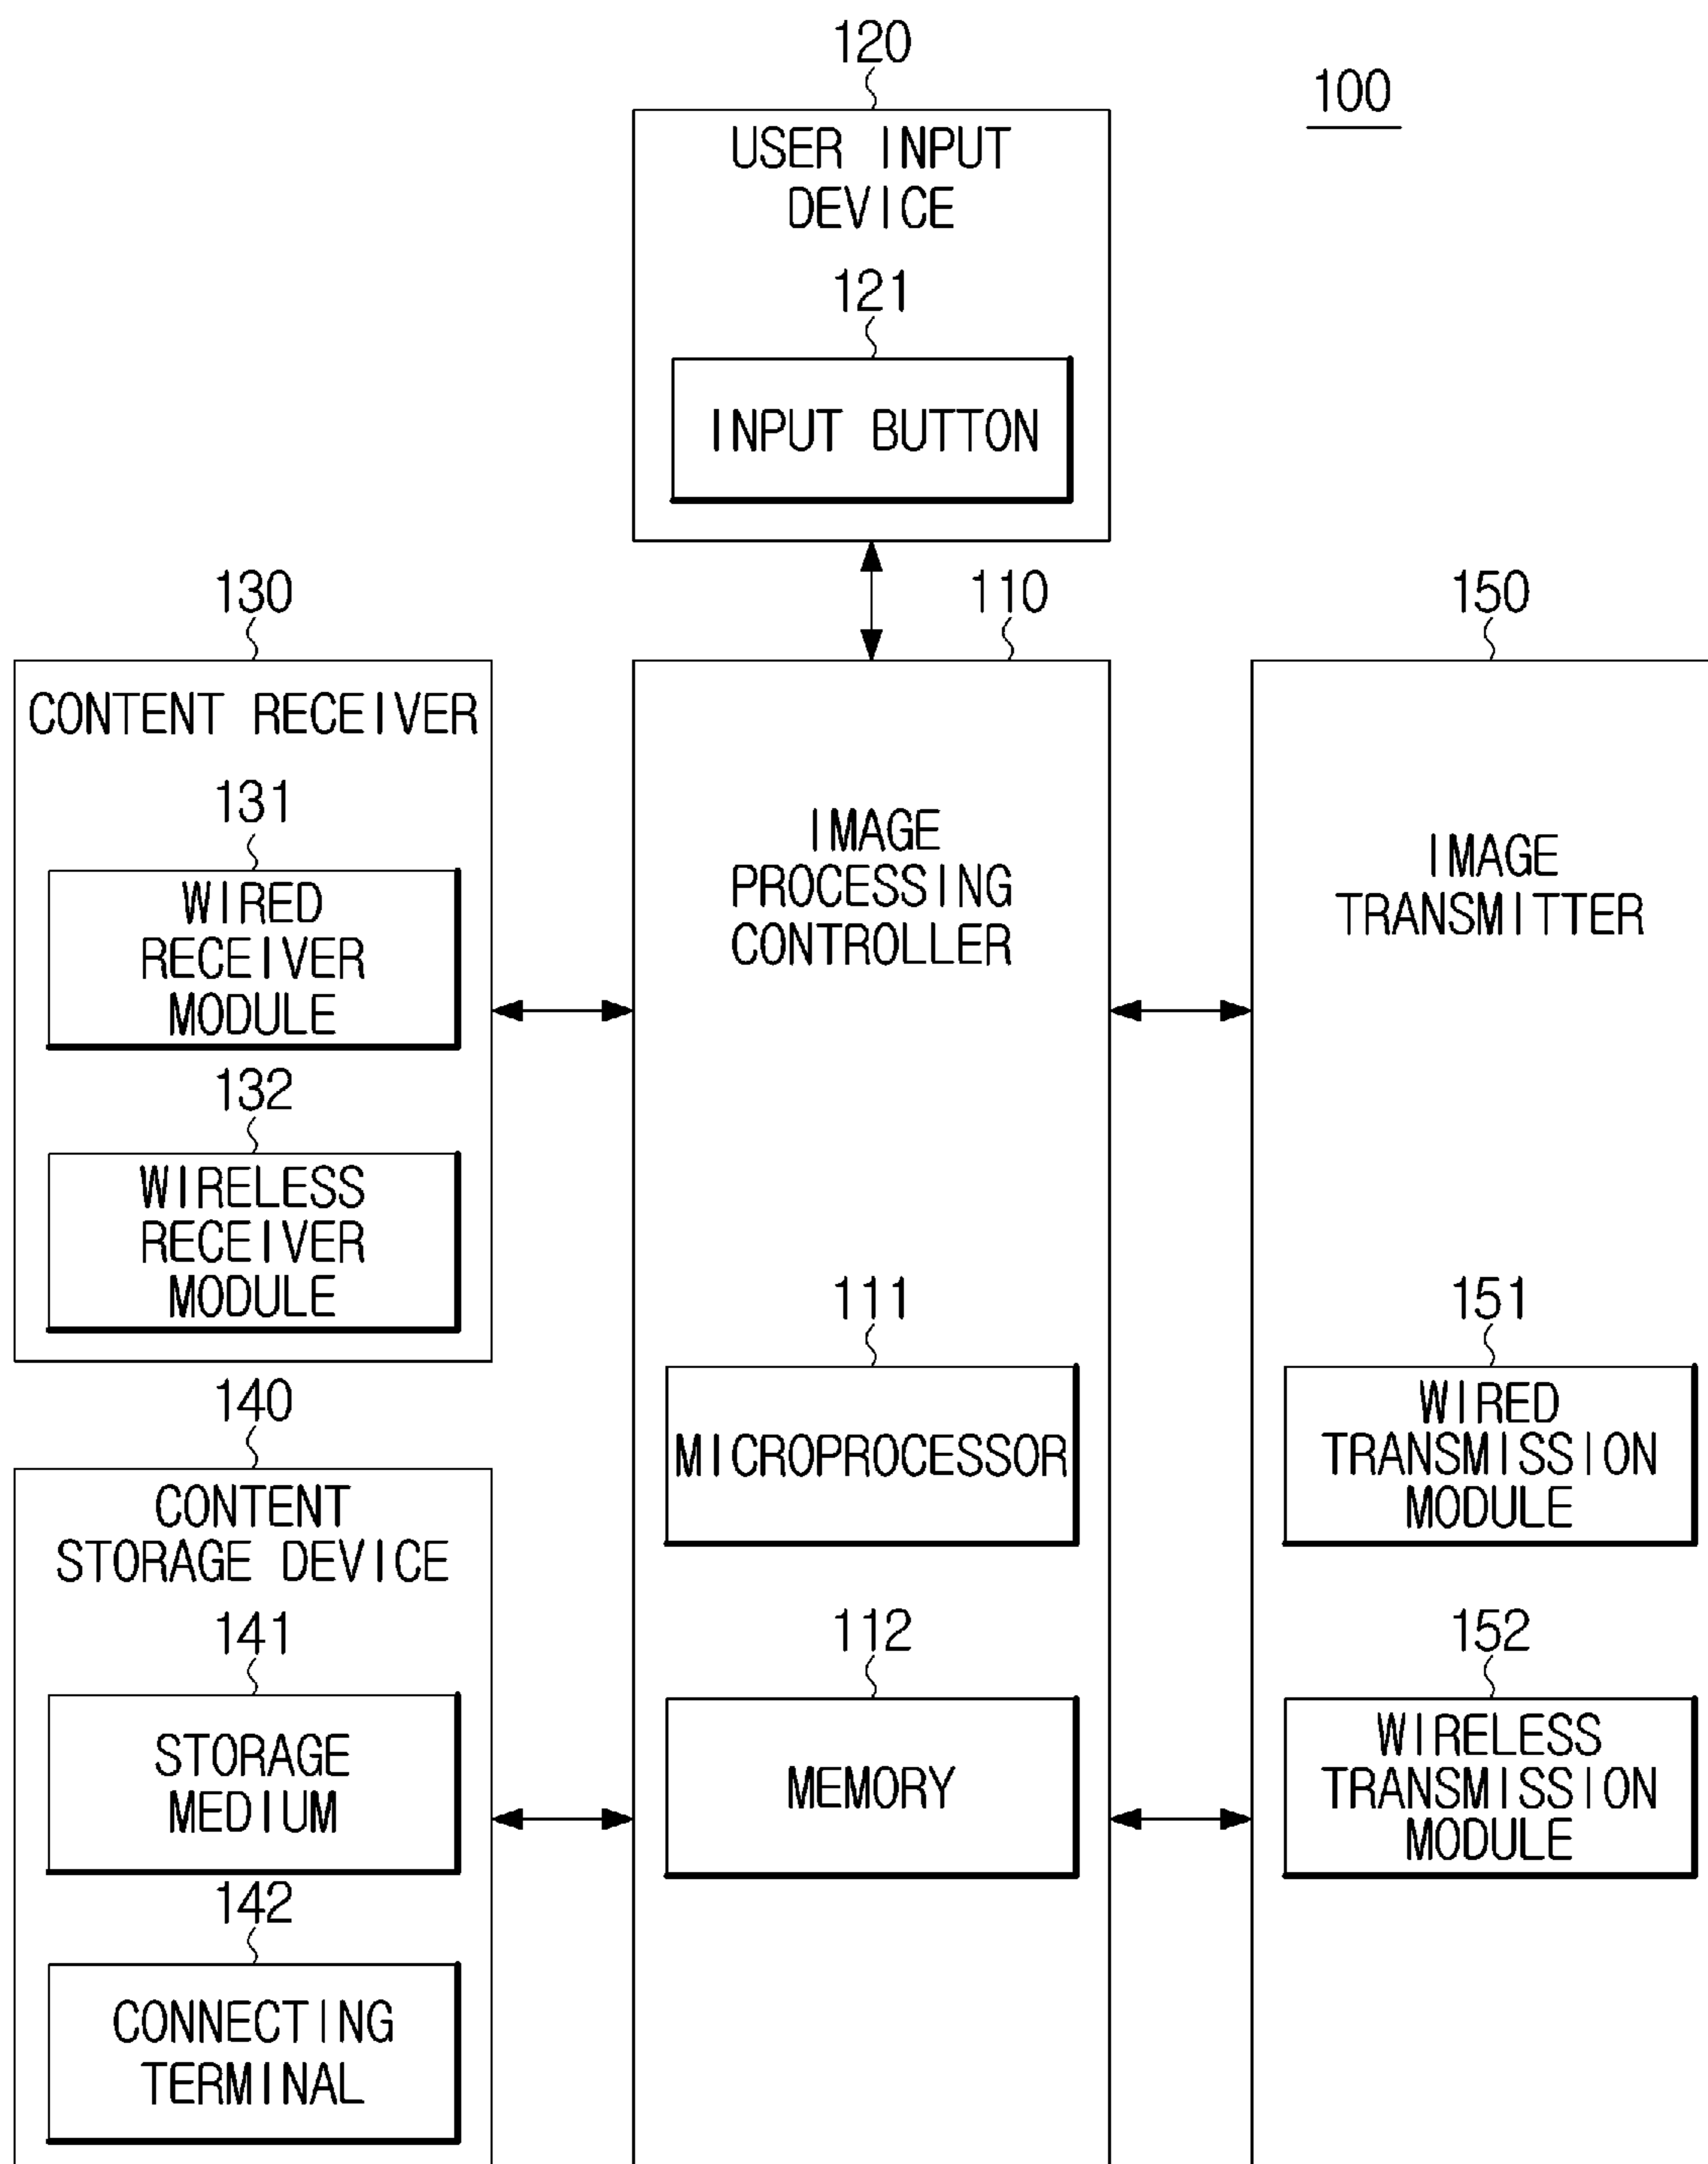 120
100
USER INPUT
DEVICE
121
INPUT BUTTON
130
110
150
CONTENT RECEIVER
131
WIRED
RECEIVER
MODULE
132
WIRELESS
RECEIVER
MODULE
140
CONTENT
STORAGE DEVICE
141
STORAGE
MEDIUM
142
CONNECTING
TERMINAL
IMAGE
PROCESSING
CONTROLLER
111
MICROPROCESSOR
112
MEMORY
IMAGE
TRANSMITTER
151
WIRED
TRANSMISSION
MODULE
152
WIRELESS
TRANSMISSION
MODULE